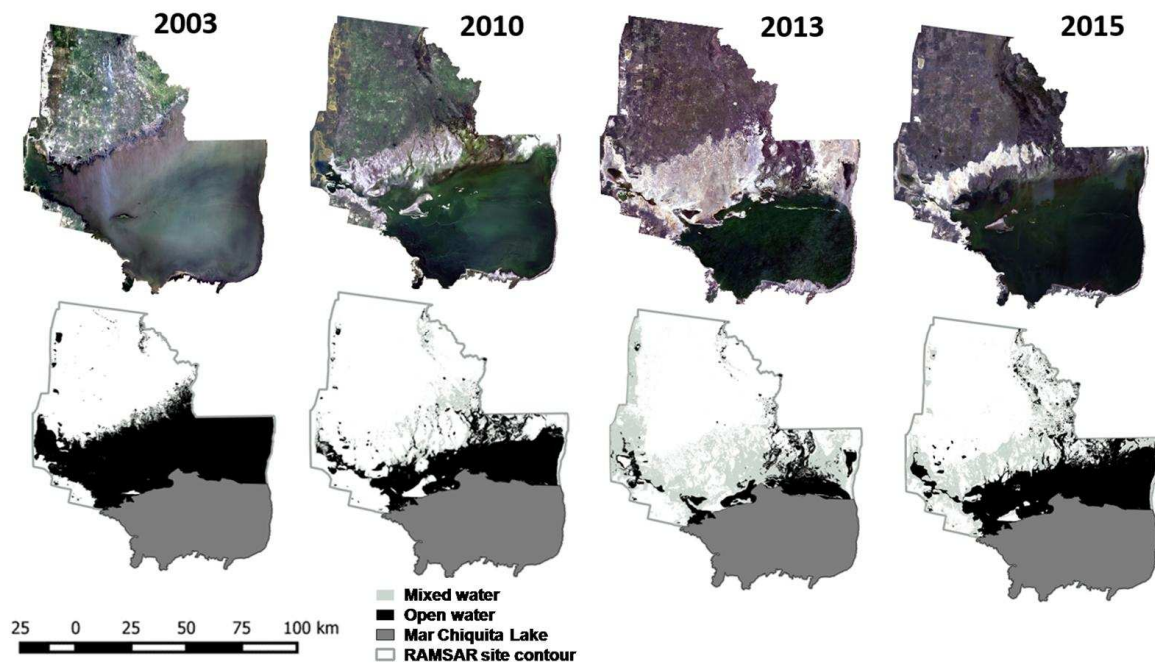 2003
2010
2013
2015
Mixed water
Open water
Mar Chiquita Lake
RAMSAR site contour
25 0 25 50 75 100 km